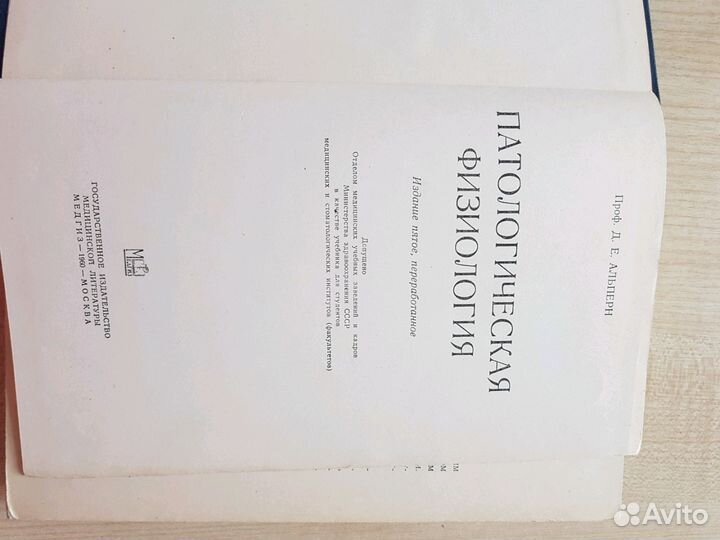 Проф. Д. Е. АЛЬПЕРН
ПАТОЛОГИЧЕСКАЯ
ФИЗИОЛОГИЯ
Издание пятое, переработанное
Допущено
Отделом медицинских учебных заведений и кадров
Министерства здравоохранения СССР
в качестве учебника для студентов
медицинских и стоматологических институтов (факультетов)
ГОСУДАРСТВЕННОЕ ИЗДАТЕЛЬСТВО
МЕДИЦИНСКОЙ ЛИТЕРАТУРЫ
МЕДГИЗ — 1960 — МОСКВА
Avito